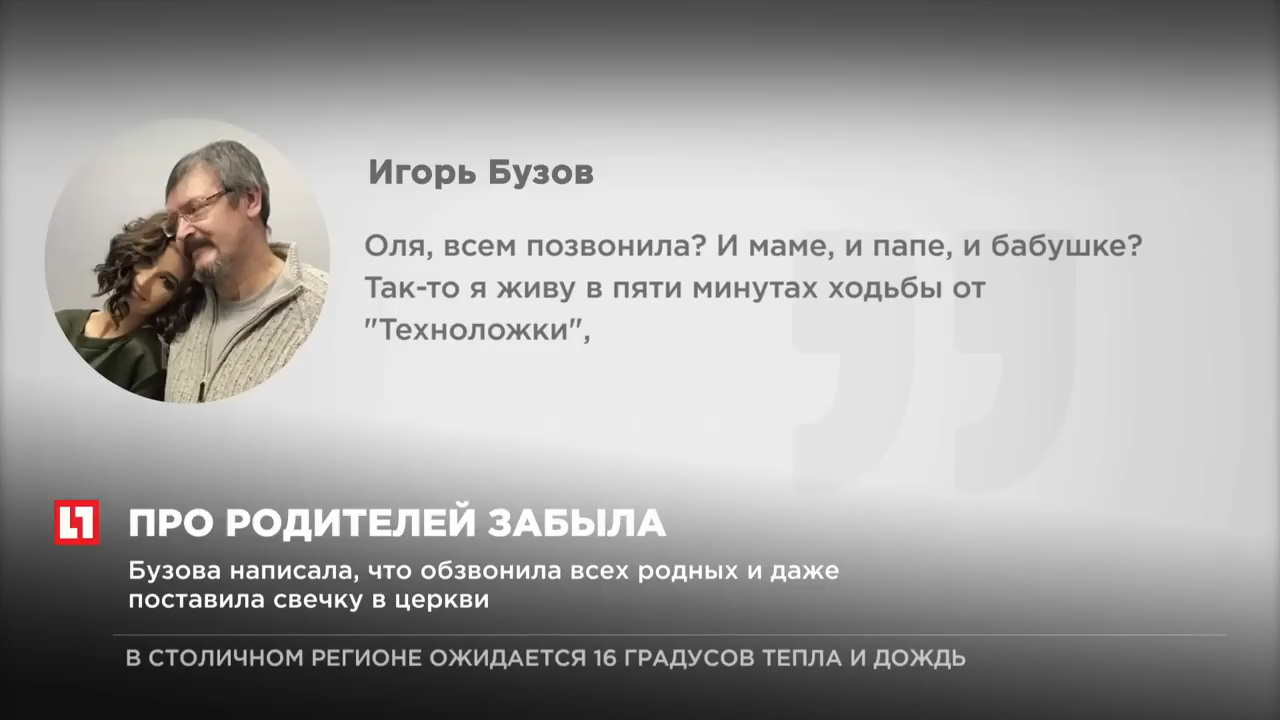 Игорь Бузов
Оля, всем позвонила? И маме, и папе, и бабушке?
Так-то я живу в пяти минутах ходьбы от
"Техноложки",
ПРО РОДИТЕЛЕЙ ЗАБЫЛА
Бузова написала, что обзвонила всех родных и даже
поставила свечку в церкви
В СТОЛИЧНОМ РЕГИОНЕ ОЖИДАЕТСЯ 16 ГРАДУСОВ ТЕПЛА И ДОЖДЬ